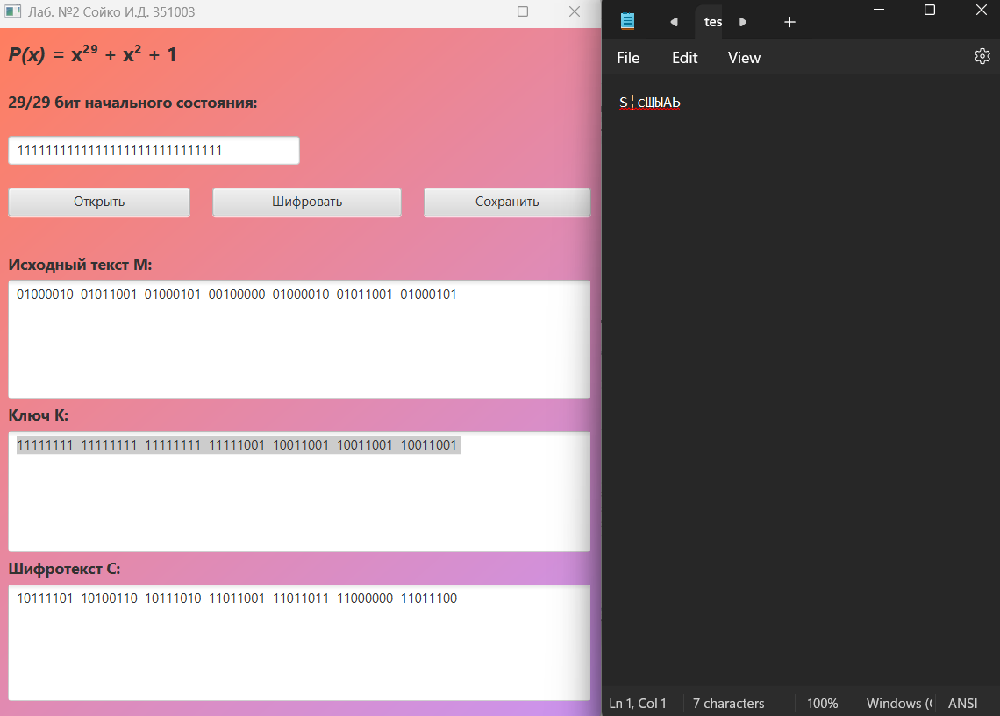 Лаб. №2 Сойко И.Д. 351003
P(x) = x²⁹ + x² + 1
29/29 бит начального состояния:
11111111111111111111111111111
Открыть Шифровать Сохранить
Исходный текст M:
01000010 01011001 01000101 00100000 01000010 01011001 01000101
Ключ K:
11111111 11111111 11111111 11111001 10011001 10011001 10011001
Шифротекст C:
10111101 10100110 10111010 11011001 11011011 11000000 11011100
tes
File Edit View
Ѕ¦єЩЫАЬ
Ln 1, Col 1 7 characters 100% Windows (C ANSI